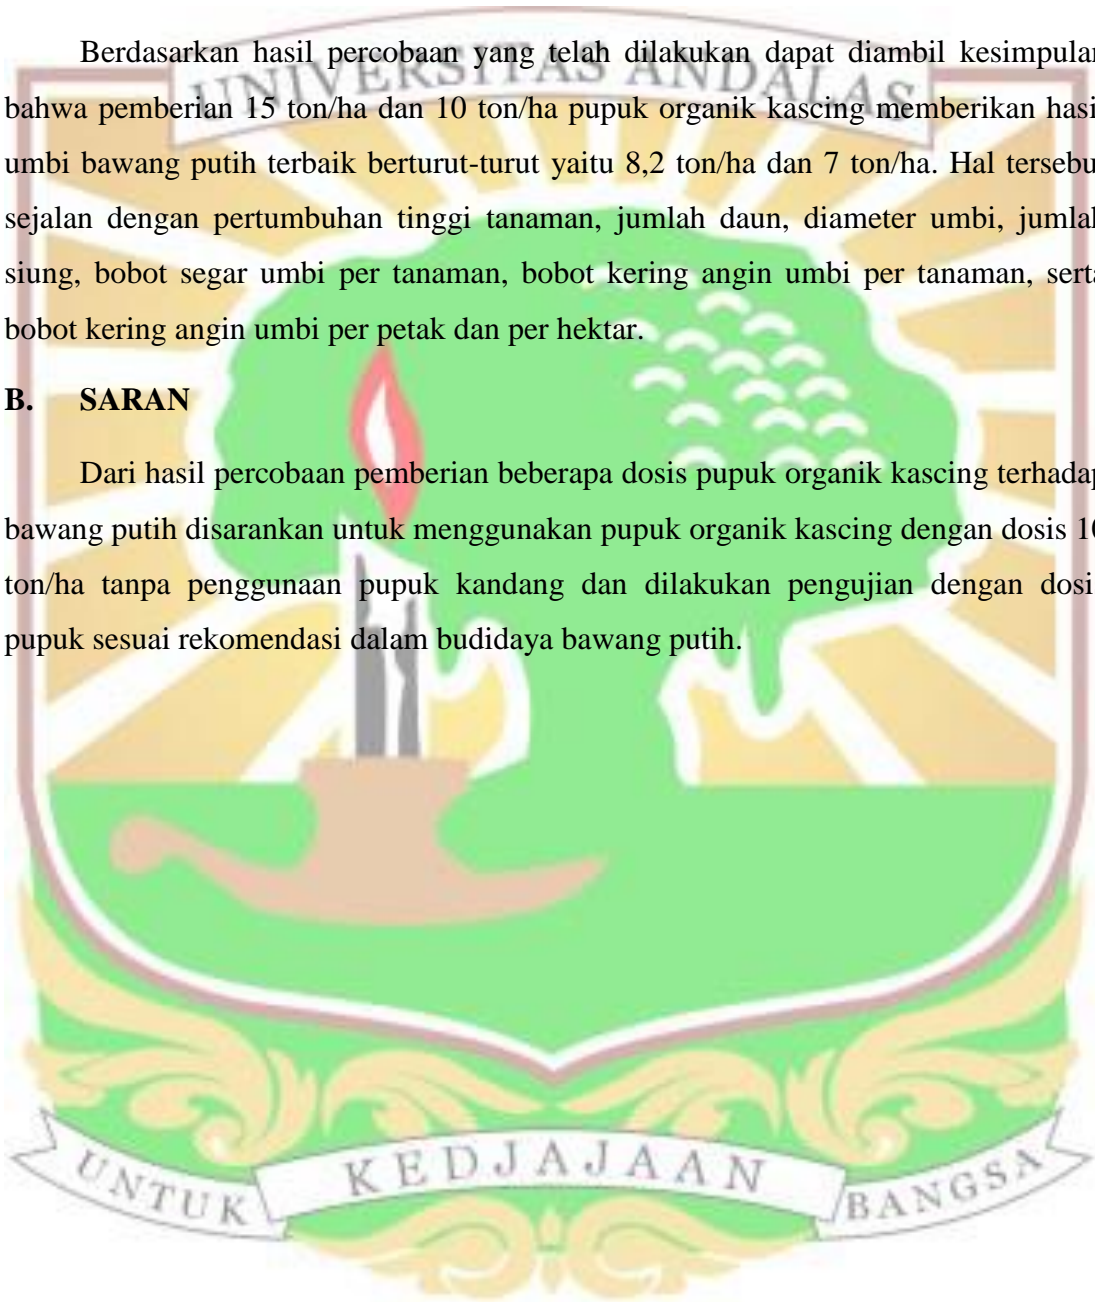 UNIVERSITAS ANDALAS
Berdasarkan hasil percobaan yang telah dilakukan dapat diambil kesimpulan
bahwa pemberian 15 ton/ha dan 10 ton/ha pupuk organik kascing memberikan hasi
umbi bawang putih terbaik berturut-turut yaitu 8,2 ton/ha dan 7 ton/ha. Hal tersebu
sejalan dengan pertumbuhan tinggi tanaman, jumlah daun, diameter umbi, jumlah
siung, bobot segar umbi per tanaman, bobot kering angin umbi per tanaman, serta
bobot kering angin umbi per petak dan per hektar.
B. SARAN
Dari hasil percobaan pemberian beberapa dosis pupuk organik kascing terhadap
bawang putih disarankan untuk menggunakan pupuk organik kascing dengan dosis 10
ton/ha tanpa penggunaan pupuk kandang dan dilakukan pengujian dengan dosi
pupuk sesuai rekomendasi dalam budidaya bawang putih.
UNTUK KEDJAJAAN BANGSA